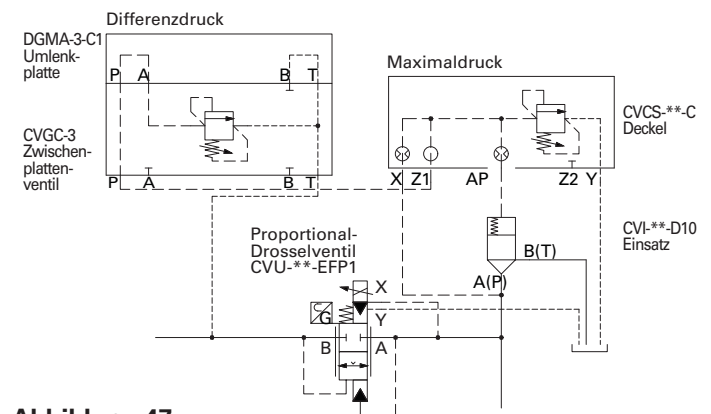 Differenzdruck
DGMA-3-C1
Umlenk-
platte
P A B T
CVGC-3
Zwischen-
platten-
ventil
P A B T
Maximaldruck
CVCS-**-C
Deckel
X Z1 AP Z2 Y
CVI-**-D10
Einsatz
B(T)
A(P)
Proportional-
Drosselventil
CVU-**-EFP1
X
G Y
B A